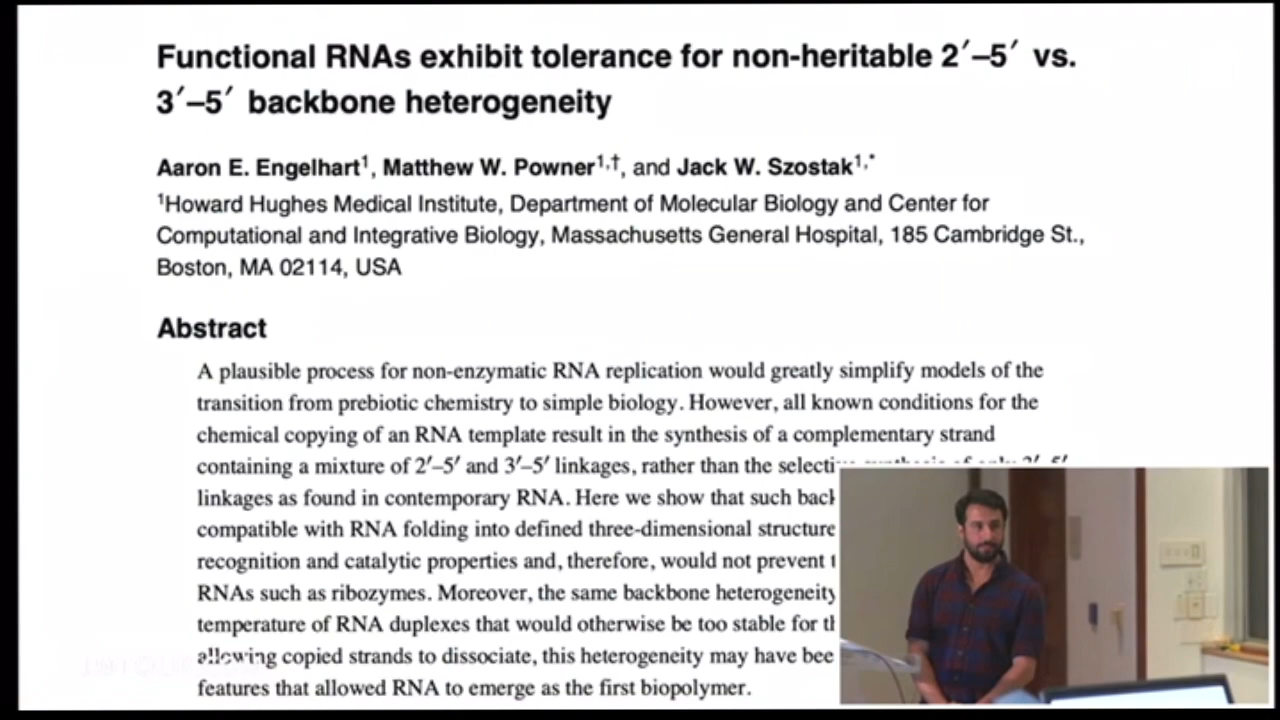 Functional RNAs exhibit tolerance for non-heritable 2′–5′ vs.
3′–5′ backbone heterogeneity
Aaron E. Engelhart1, Matthew W. Powner1,†, and Jack W. Szostak1,*
1Howard Hughes Medical Institute, Department of Molecular Biology and Center for
Computational and Integrative Biology, Massachusetts General Hospital, 185 Cambridge St.,
Boston, MA 02114, USA
Abstract
A plausible process for non-enzymatic RNA replication would greatly simplify models of the
transition from prebiotic chemistry to simple biology. However, all known conditions for the
chemical copying of an RNA template result in the synthesis of a complementary strand
containing a mixture of 2′–5′ and 3′–5′ linkages, rather than the
linkages as found in contemporary RNA. Here we show that such
compatible with RNA folding into defined three-dimensional
recognition and catalytic properties and, therefore, would not prevent
RNAs such as ribozymes. Moreover, the same backbone heterogeneity
temperature of RNA duplexes that would otherwise be too stable for
allowing copied strands to dissociate, this heterogeneity may have
features that allowed RNA to emerge as the first biopolymer.